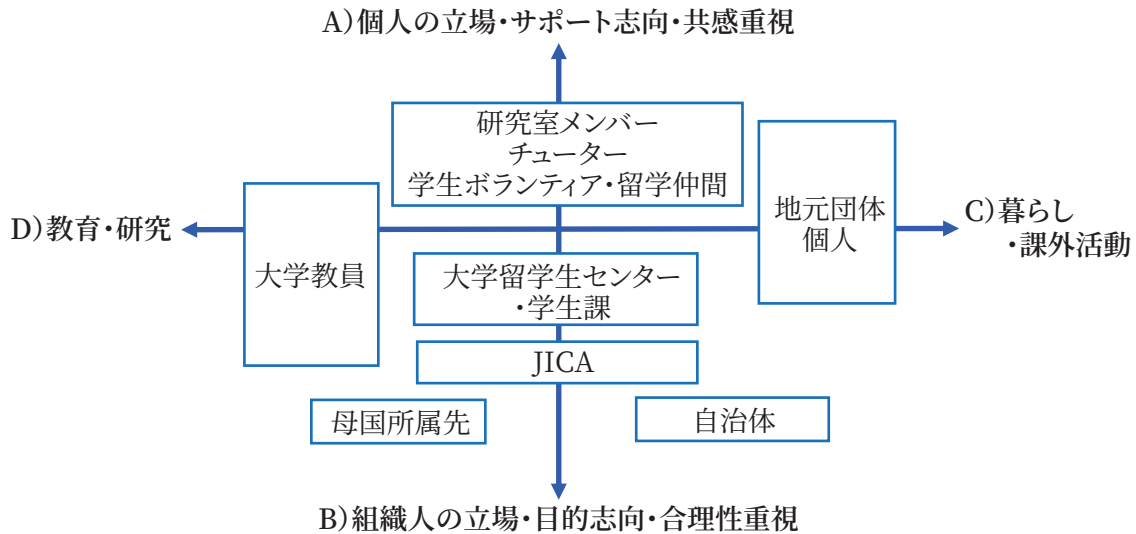 A）個人の立場・サポート志向・共感重視
研究室メンバー
チューター
学生ボランティア・留学仲間
地元団体
個人
C）暮らし
・課外活動
D）教育・研究
大学教員
大学留学生センター
・学生課
JICA
母国所属先
自治体
B）組織人の立場・目的志向・合理性重視